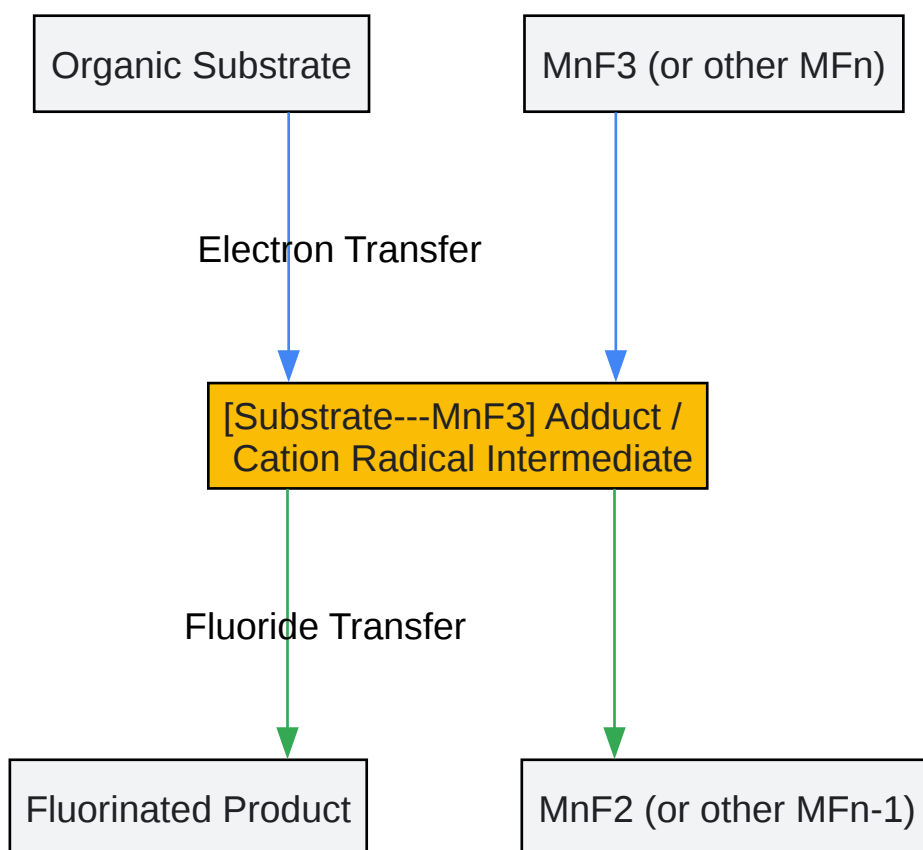 Organic Substrate
MnF3 (or other MFn)
Electron Transfer
[Substrate---MnF3] Adduct /
Cation Radical Intermediate
Fluoride Transfer
Fluorinated Product
MnF2 (or other MFn-1)